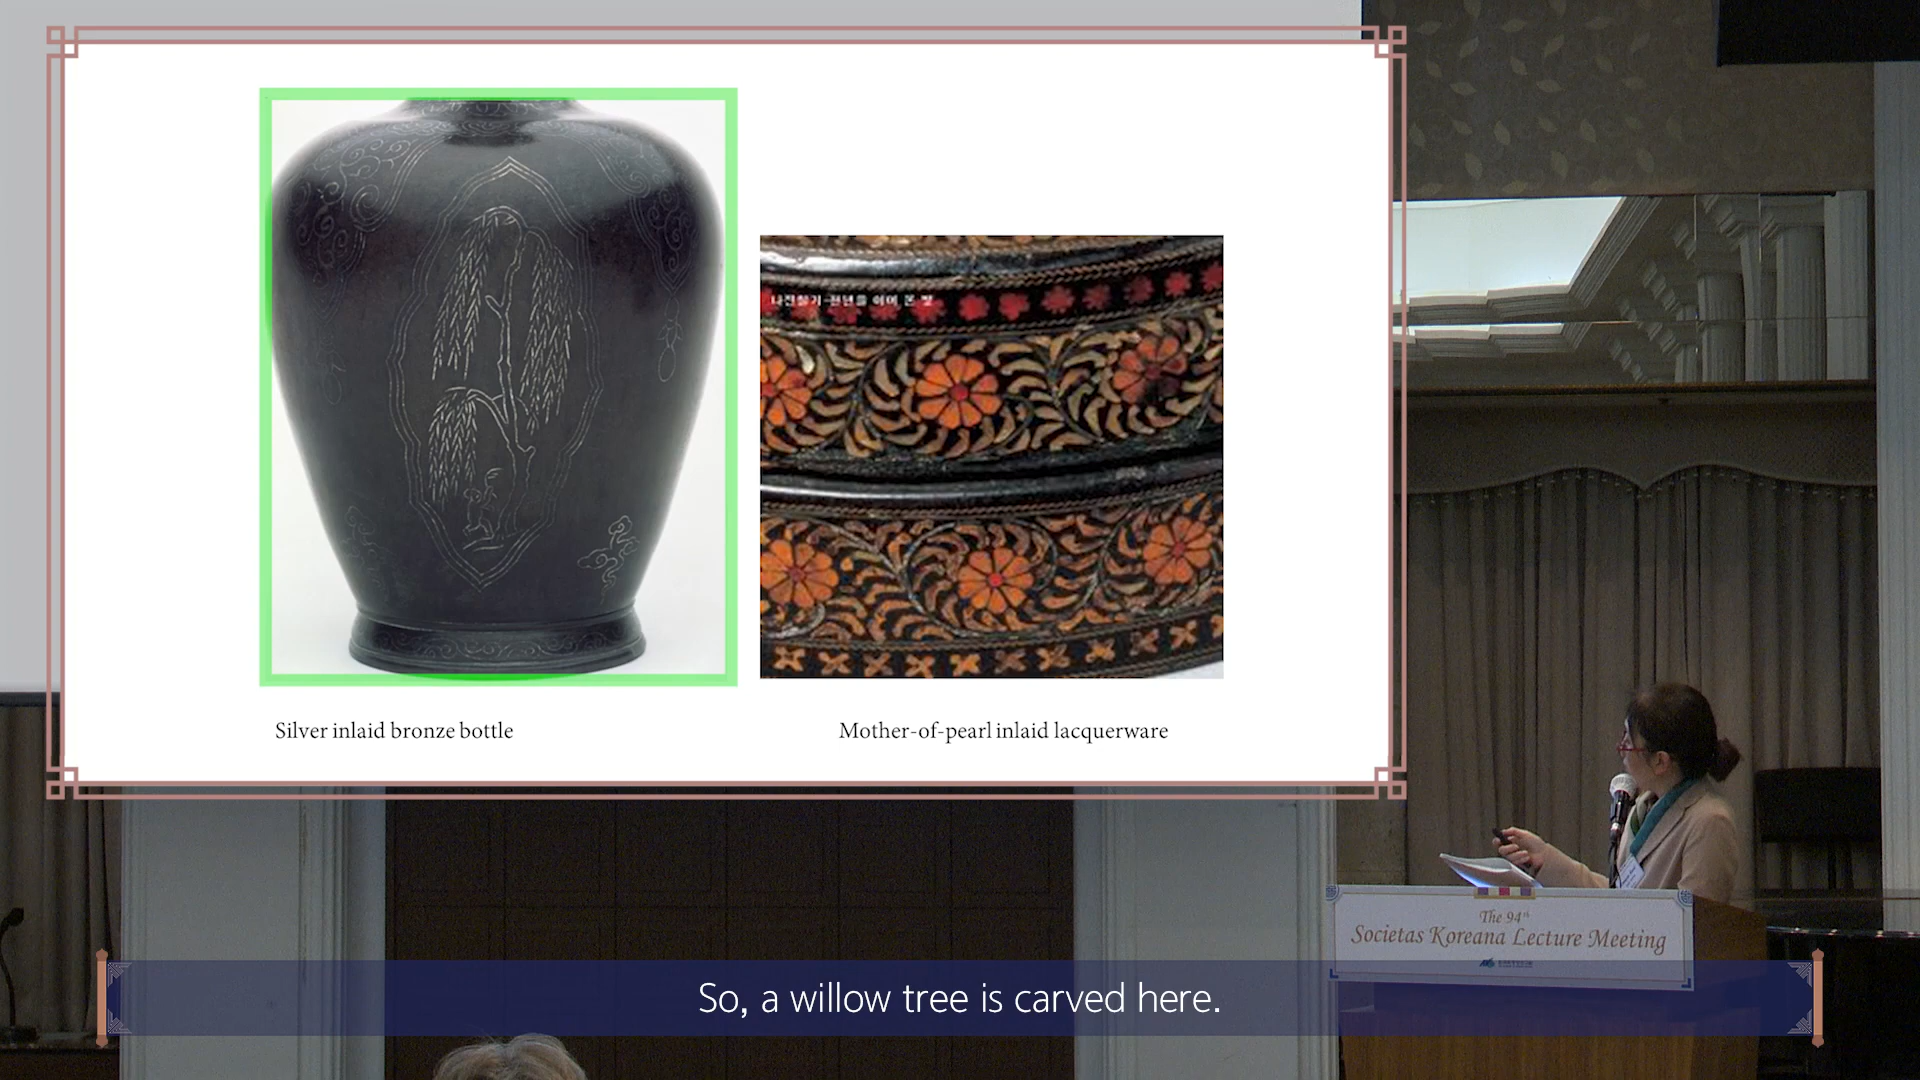 나전칠기-천년을 이어 온 빛
Silver inlaid bronze bottle
Mother-of-pearl inlaid lacquerware
The 94th
Societas Koreana Lecture Meeting
So, a willow tree is carved here.